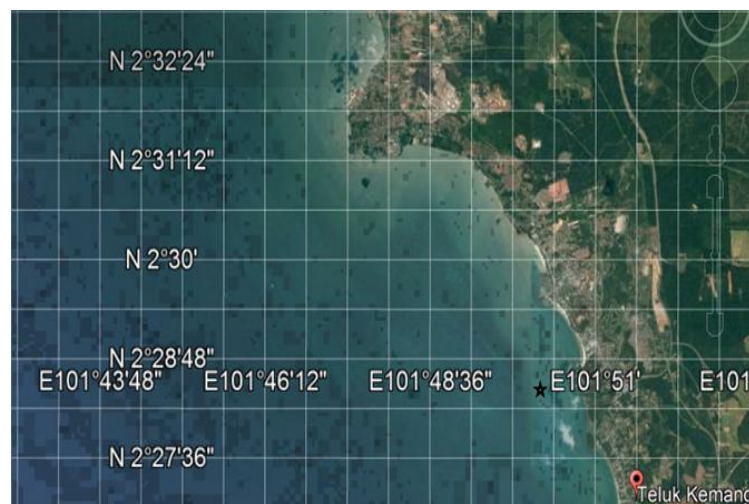 N 2°32'24"
N 2°31'12"
N 2°30'
N 2°28'48"
E101°43'48" E101°46'12" E101°48'36" E101°51' E101
N 2°27'36"
Teluk Kemang